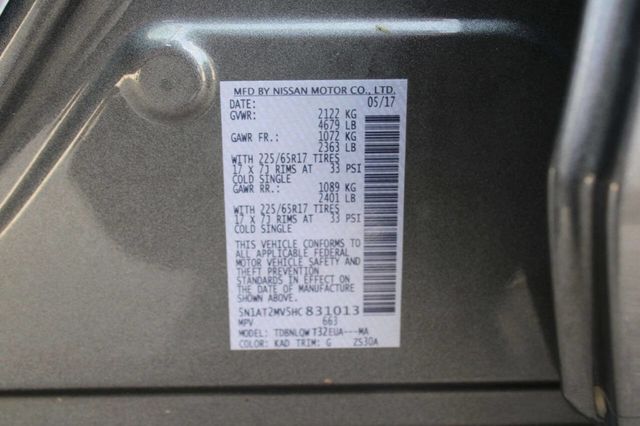 MFD BY NISSAN MOTOR CO., LTD.
DATE: 05/17
GVWR: 2122 KG
4679 LB
GAWR FR.: 1072 KG
2363 LB
WITH 225/65R17 TIRES
17 X 7J RIMS AT 33 PSI
COLD SINGLE
GAWR RR.: 1089 KG
2401 LB
WITH 225/65R17 TIRES
17 X 7J RIMS AT 33 PSI
COLD SINGLE
THIS VEHICLE CONFORMS TO
ALL APPLICABLE FEDERAL
MOTOR VEHICLE SAFETY AND
THEFT PREVENTION
STANDARDS IN EFFECT ON
THE DATE OF MANUFACTURE
SHOWN ABOVE.
5N1AT2MV5HC831013
MPV 663
MODEL: TDBNLQWT32EUA---MA
COLOR: KAD TRIM: G ZS30A